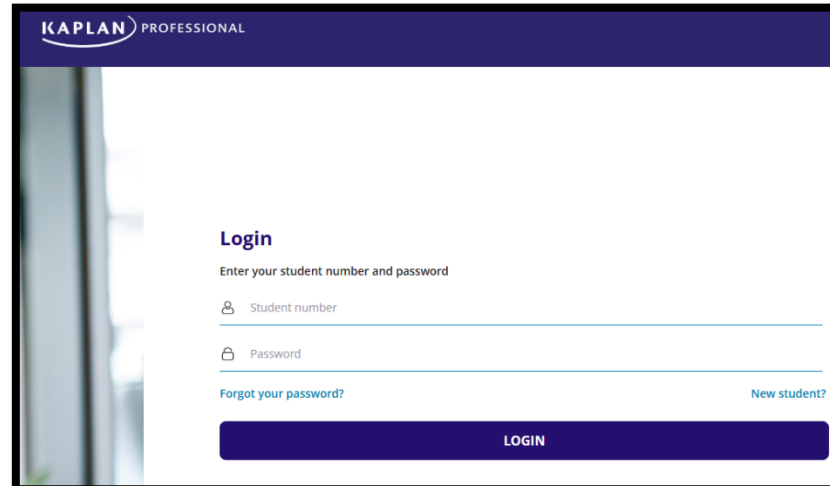 KAPLAN PROFESSIONAL
Login
Enter your student number and password
Student number
Password
Forgot your password? New student?
LOGIN